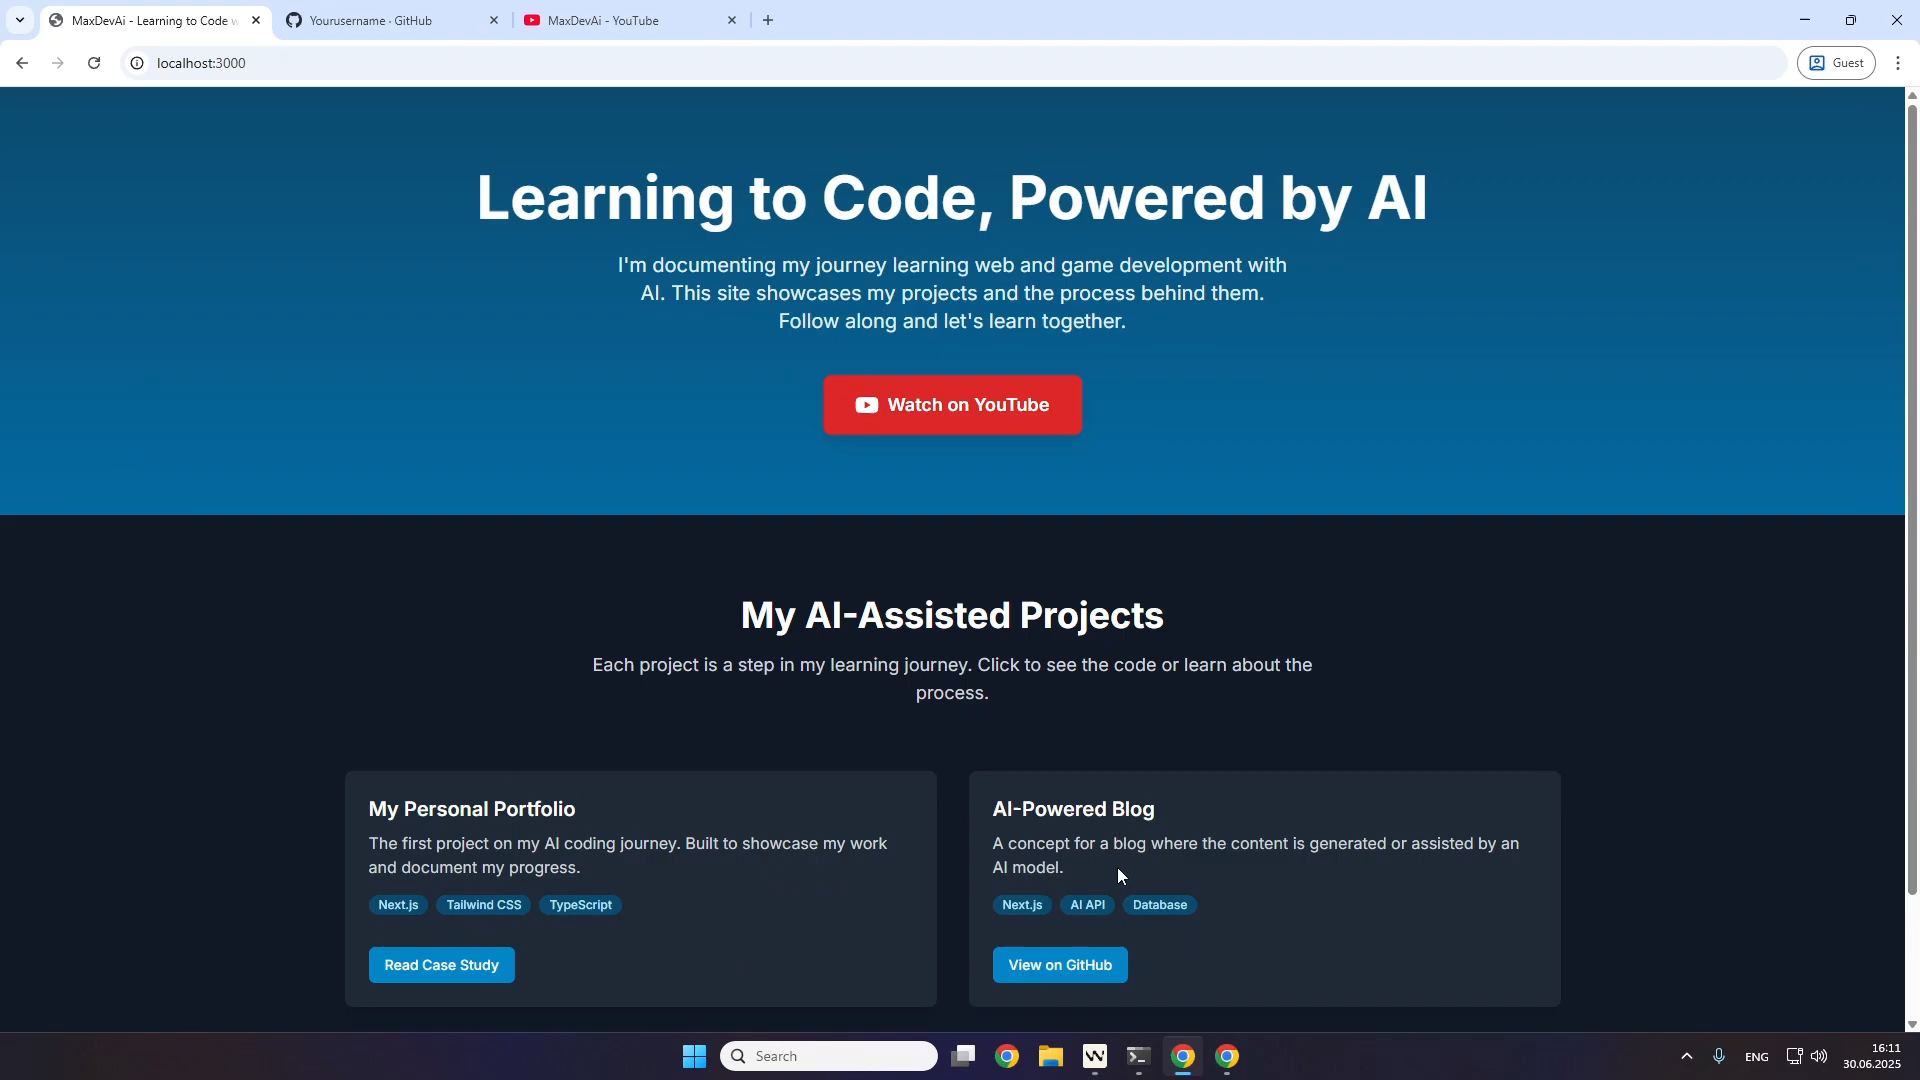 MaxDevAi - Learning to Code w
Yourusername · GitHub
MaxDevAi - YouTube
localhost:3000
Guest
Learning to Code, Powered by AI
I'm documenting my journey learning web and game development with
AI. This site showcases my projects and the process behind them.
Follow along and let's learn together.
Watch on YouTube
My AI-Assisted Projects
Each project is a step in my learning journey. Click to see the code or learn about the
process.
My Personal Portfolio
The first project on my AI coding journey. Built to showcase my work
and document my progress.
Next.js Tailwind CSS TypeScript
Read Case Study
AI-Powered Blog
A concept for a blog where the content is generated or assisted by an
AI model.
Next.js AI API Database
View on GitHub
Search
ENG
16:11
30.06.2025